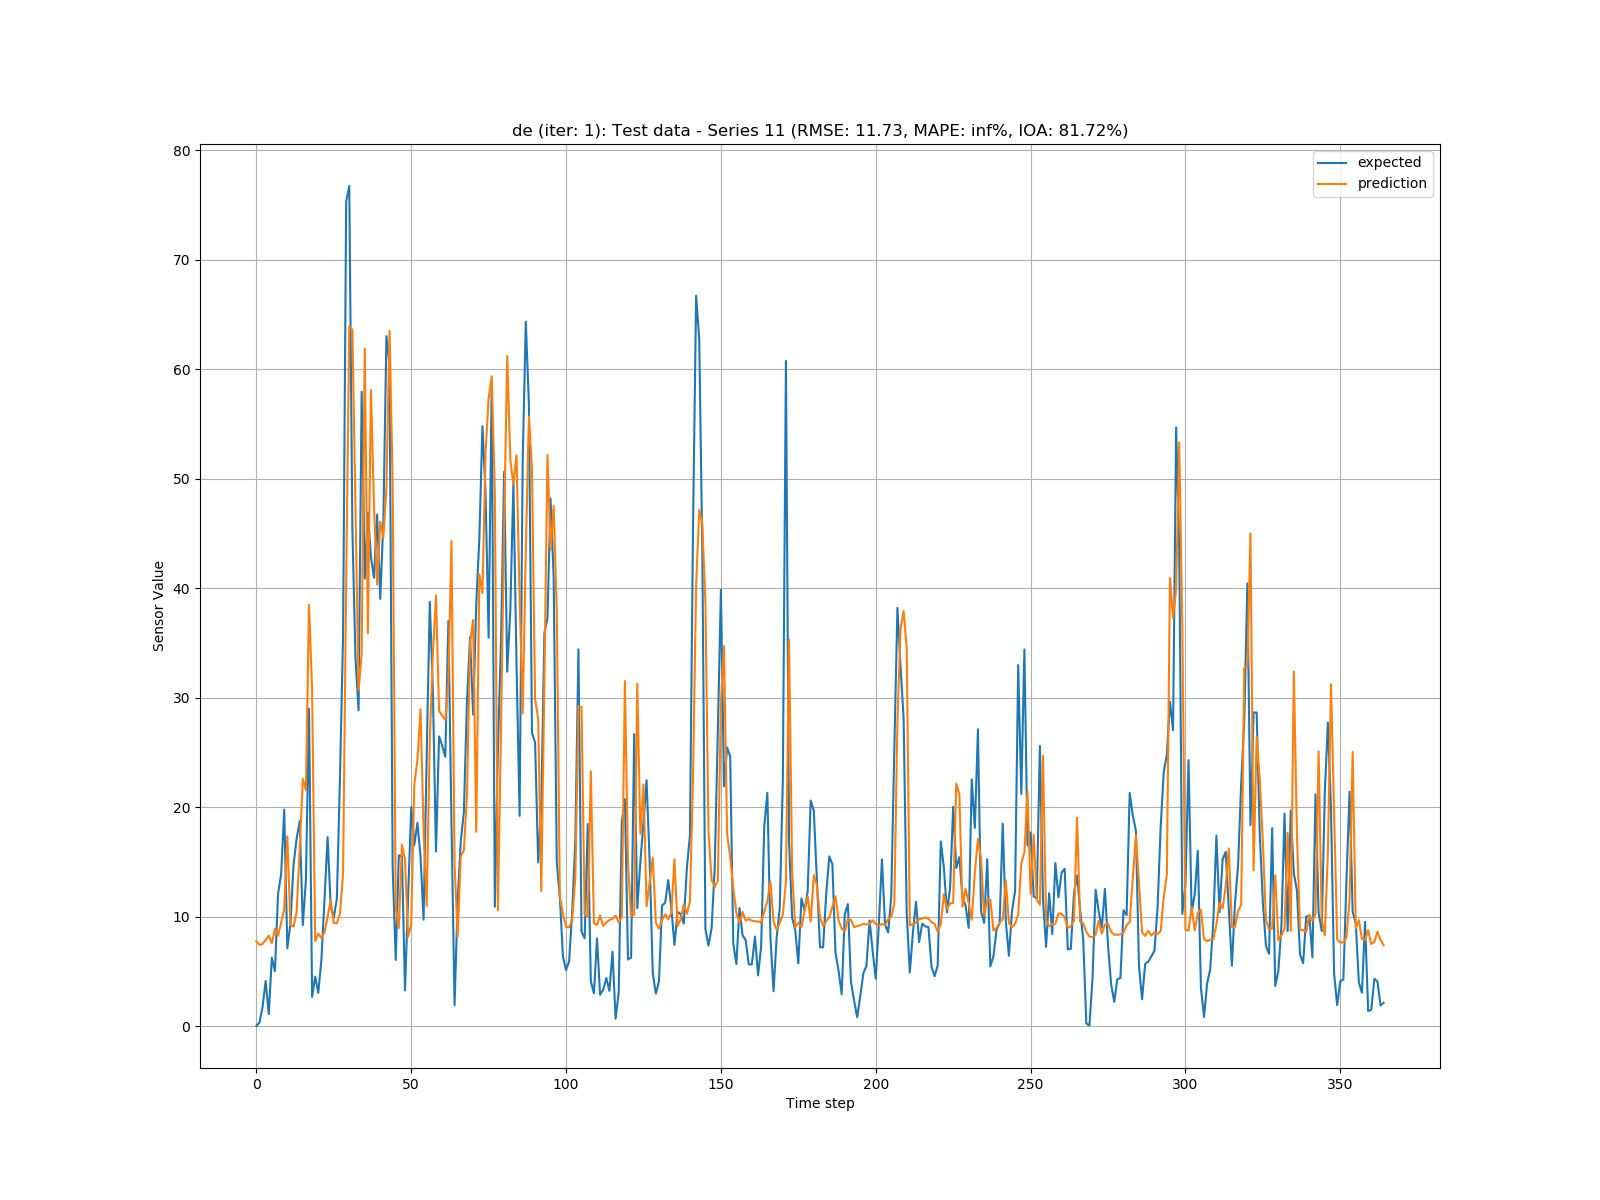 de (iter: 1): Test data - Series 11 (RMSE: 11.73, MAPE: inf%, IOA: 81.72%)
expected
prediction
80
70
60
50
40
30
20
10
0
Sensor Value
0 50 100 150 200 250 300 350
Time step